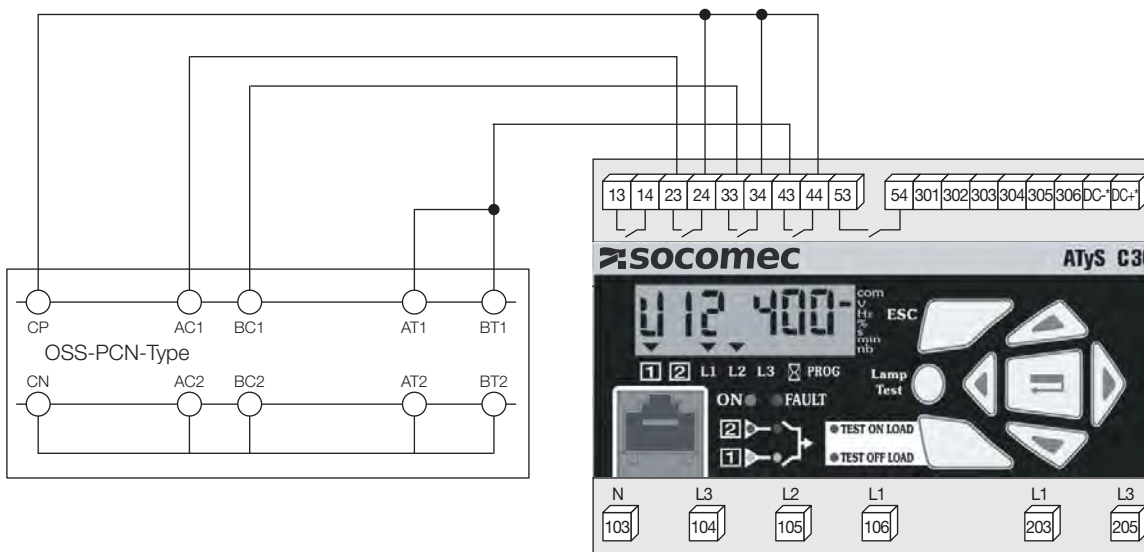 13 14 23 24 33 34 43 44 53 54 301 302 303 304 305 306 DC-* DC+*
socomec ATyS C30
CP AC1 BC1 AT1 BT1
OSS-PCN-Type
CN AC2 BC2 AT2 BT2
U12 400-
com
V
Hz
%
s
min
nb
ESC
1 2 L1 L2 L3 PROG
Lamp
Test
ON FAULT
2
1
TEST ON LOAD
TEST OFF LOAD
N L3 L2 L1 L1 L3
103 104 105 106 203 205